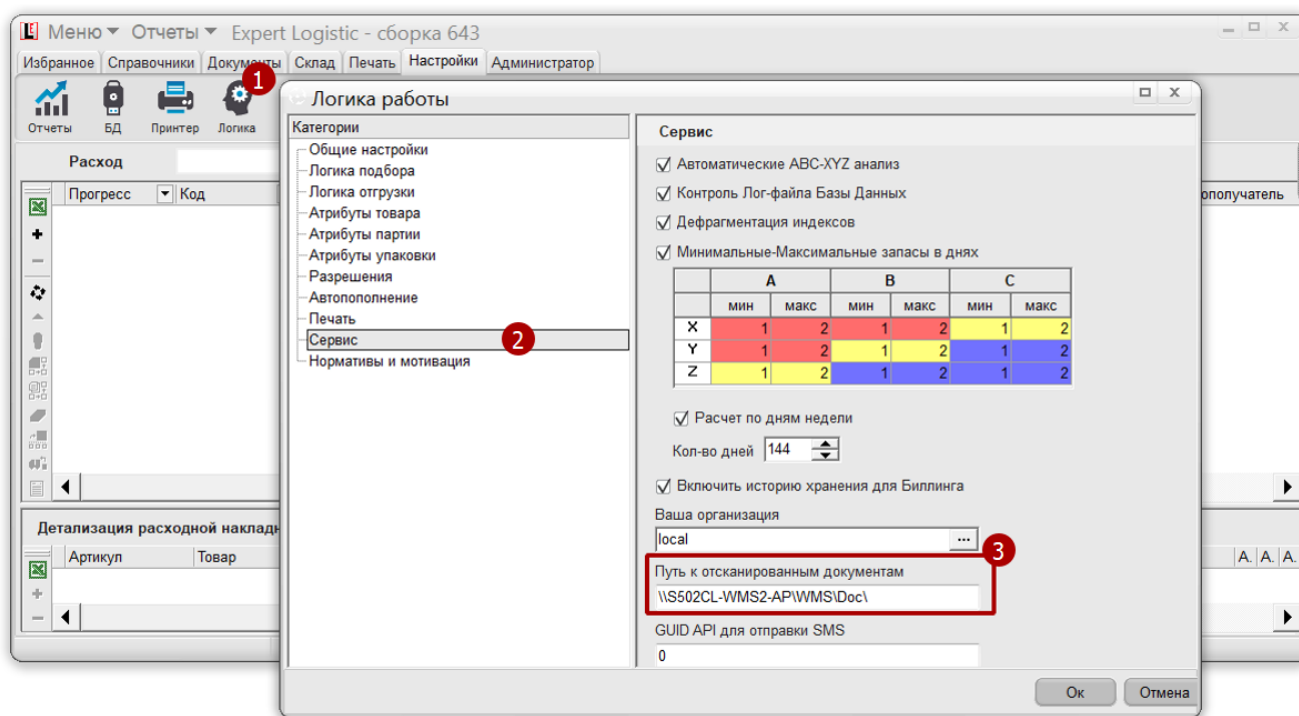 Меню Отчеты Expert Logistic - сборка 643
Избранное Справочники Документы Склад Печать Настройки Администратор
1
Отчеты БД Принтер Логика
Расход
Прогресс Код
ополучатель
Детализация расходной накладн
Артикул Товар
А. А. А.
Логика работы
Категории
Общие настройки
Логика подбора
Логика отгрузки
Атрибуты товара
Атрибуты партии
Атрибуты упаковки
Разрешения
Автопополнение
Печать
Сервис
2
Нормативы и мотивация
Сервис
Автоматические ABC-XYZ анализ
Контроль Лог-файла Базы Данных
Дефрагментация индексов
Минимальные-Максимальные запасы в днях
A B C
мин макс мин макс мин макс
X 1 2 1 2 1 2
Y 1 2 1 2 1 2
Z 1 2 1 2 1 2
Расчет по дням недели
Кол-во дней 144
Включить историю хранения для Биллинга
Ваша организация
local ...
3
Путь к отсканированным документам
\\S502CL-WMS2-AP\WMS\Doc\
GUID API для отправки SMS
0
Ок Отмена